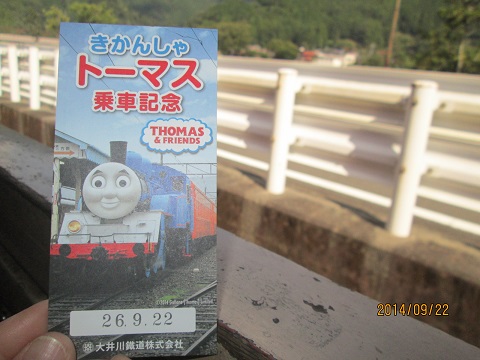 きかんしゃ
トーマス
乗車記念
THOMAS
& FRIENDS
26.9.22
大井川鐵道株式会社
2014/09/22